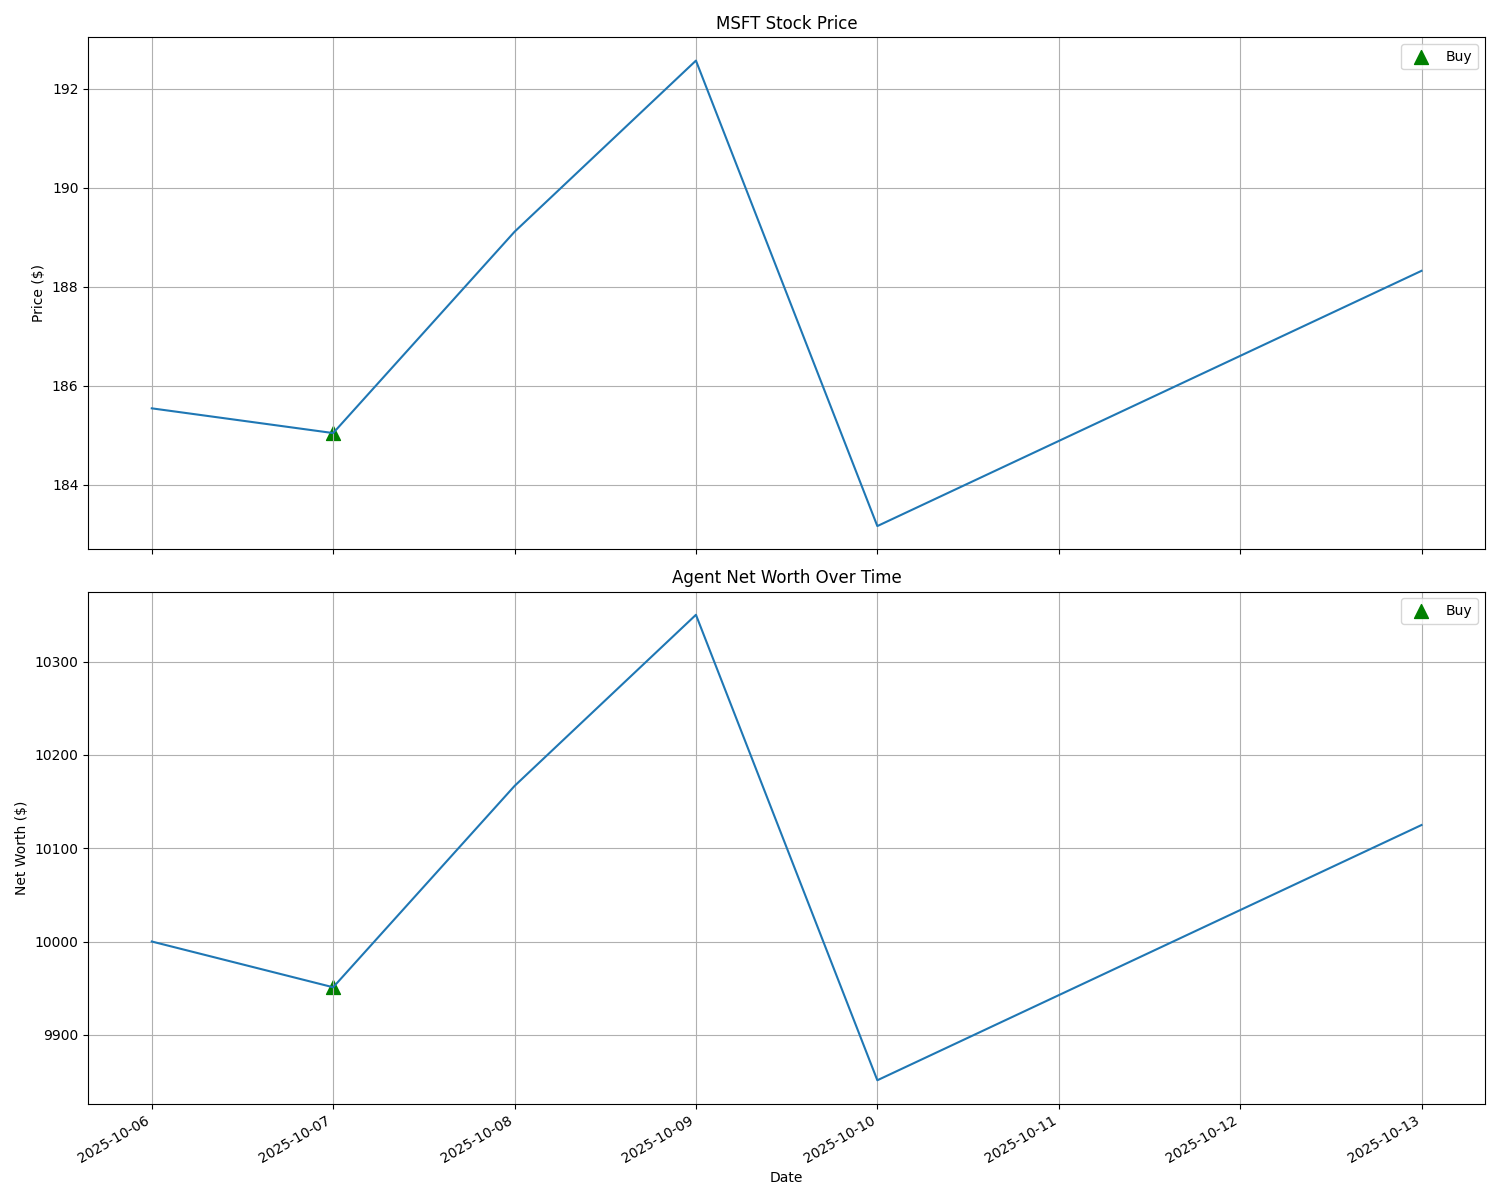 MSFT Stock Price
Buy
192
190
188
186
184
Price ($)
Agent Net Worth Over Time
Buy
10300
10200
10100
10000
9900
Net Worth ($)
2025-10-06
2025-10-07
2025-10-08
2025-10-09
2025-10-10
2025-10-11
2025-10-12
2025-10-13
Date